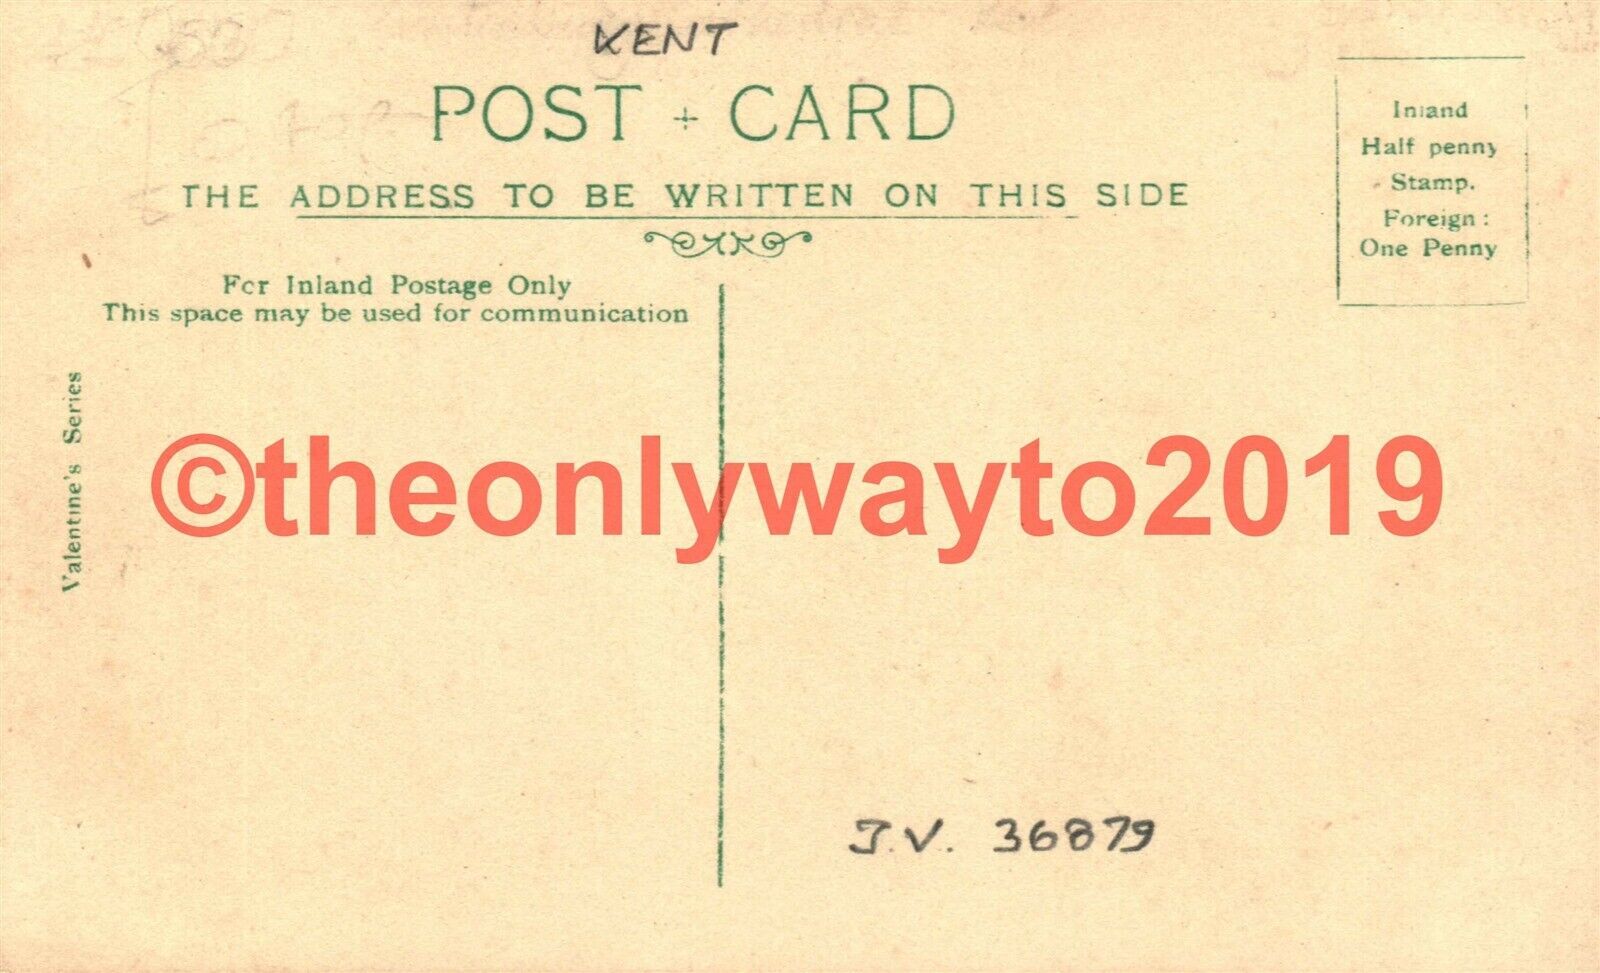 KENT
POST + CARD
THE ADDRESS TO BE WRITTEN ON THIS SIDE
Inland
Half penny
Stamp.
Foreign:
One Penny
For Inland Postage Only
This space may be used for communication
Valentine's Series
©theonlywayto2019
J.V. 36879